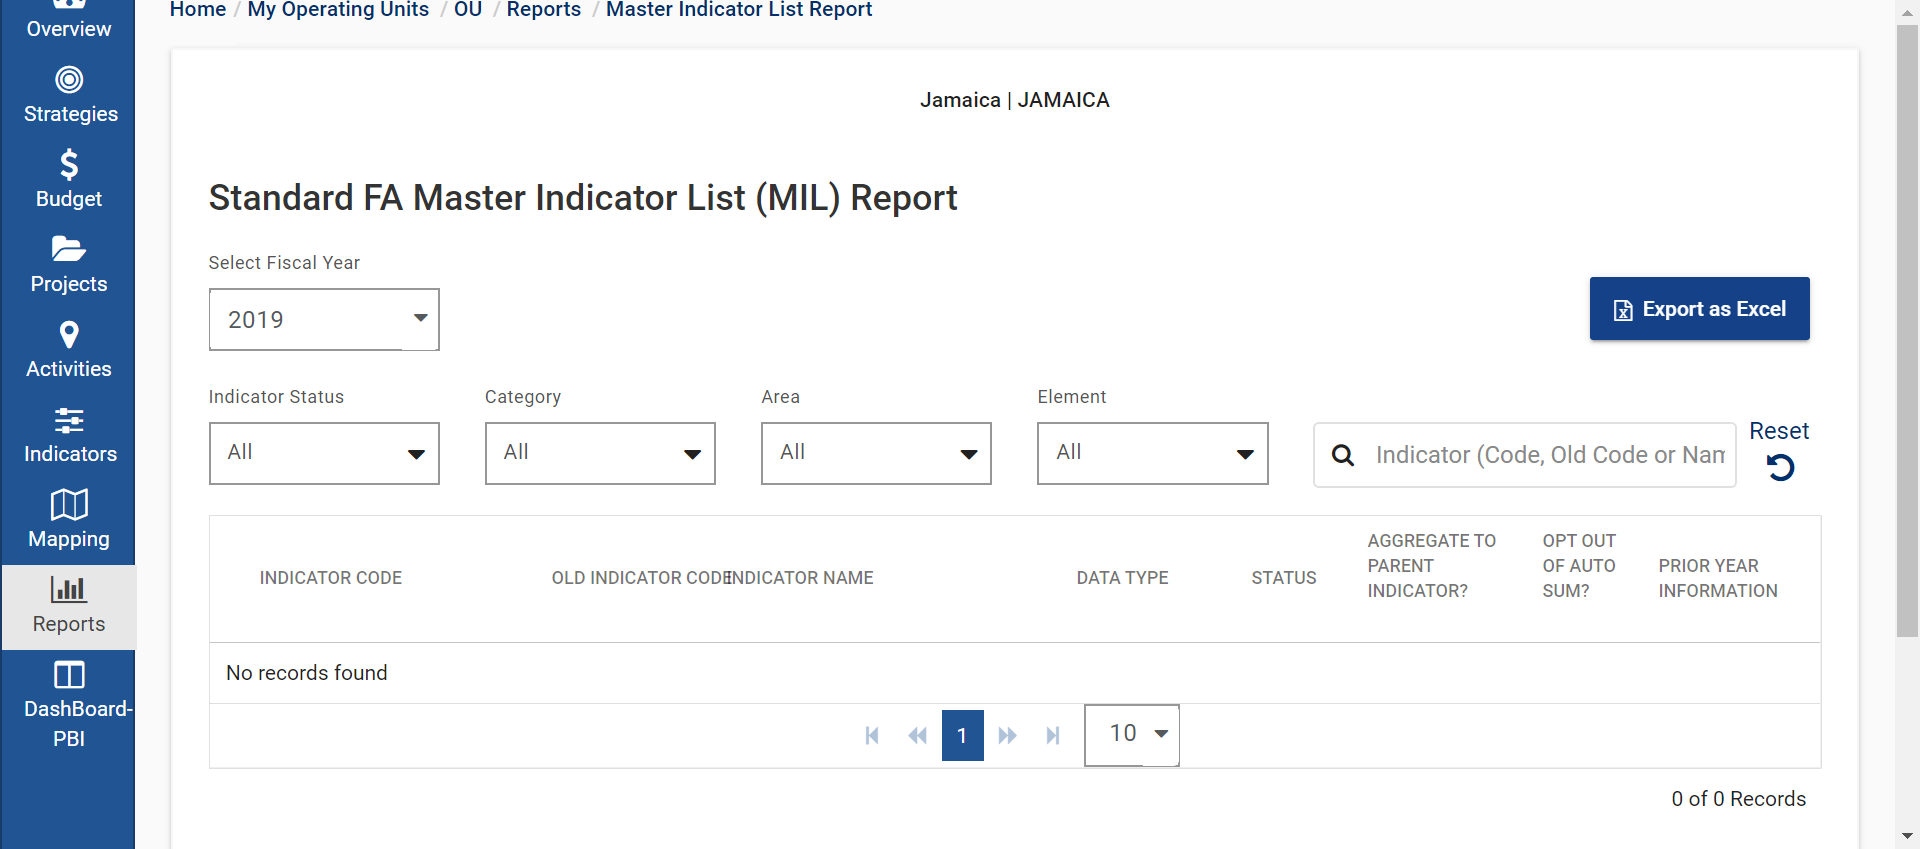 Home / My Operating Units / OU / Reports / Master Indicator List Report
Overview
Strategies
Budget
Projects
Activities
Indicators
Mapping
Reports
DashBoard-
PBI
Jamaica | JAMAICA
Standard FA Master Indicator List (MIL) Report
Select Fiscal Year
2019
Export as Excel
Indicator Status
Category
Area
Element
All
All
All
All
Indicator (Code, Old Code or Nam
Reset
INDICATOR CODE
OLD INDICATOR CODE
INDICATOR NAME
DATA TYPE
STATUS
AGGREGATE TO
PARENT
INDICATOR?
OPT OUT
OF AUTO
SUM?
PRIOR YEAR
INFORMATION
No records found
1
10
0 of 0 Records